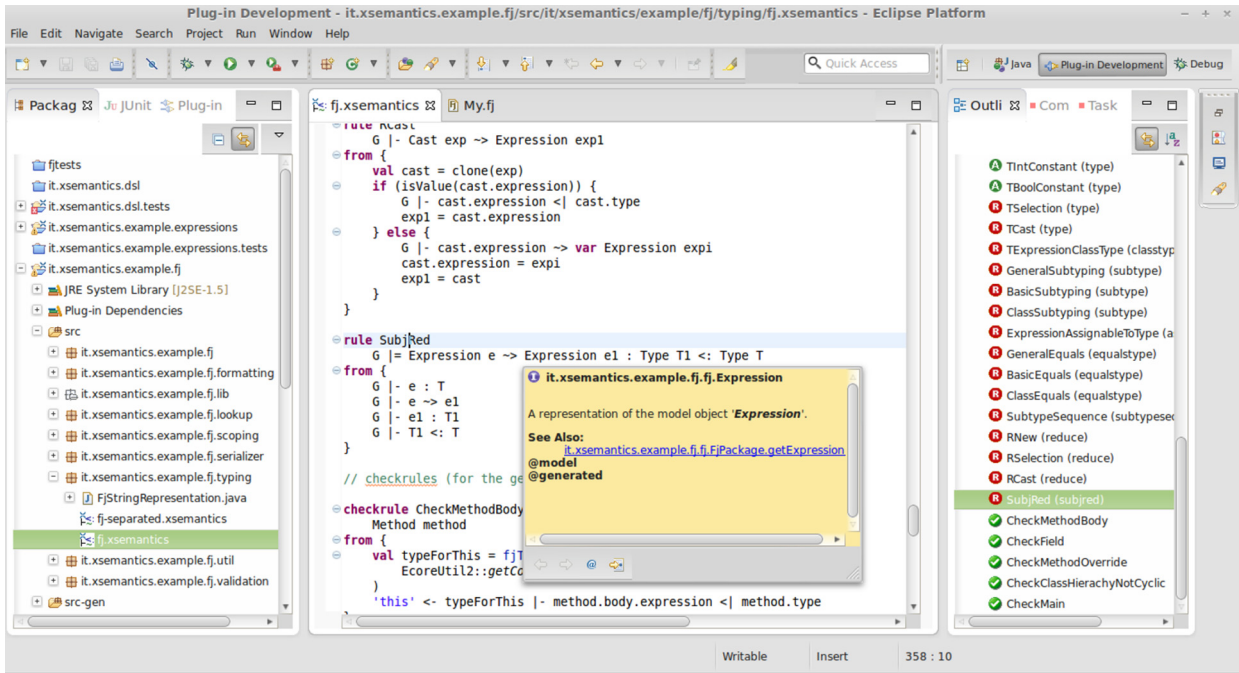 Plug-in Development - it.xsemantics.example.fj/src/it/xsemantics/example/fj/typing/fj.xsemantics - Eclipse Platform
File Edit Navigate Search Project Run Window Help
Quick Access
Java Plug-in Development Debug
Packag JUnit Plug-in
fjtests
it.xsemantics.dsl
it.xsemantics.dsl.tests
it.xsemantics.example.expressions
it.xsemantics.example.expressions.tests
it.xsemantics.example.fj
JRE System Library [J2SE-1.5]
Plug-in Dependencies
src
it.xsemantics.example.fj
it.xsemantics.example.fj.formatting
it.xsemantics.example.fj.lib
it.xsemantics.example.fj.lookup
it.xsemantics.example.fj.scoping
it.xsemantics.example.fj.serializer
it.xsemantics.example.fj.typing
FjStringRepresentation.java
fj-separated.xsemantics
fj.xsemantics
it.xsemantics.example.fj.util
it.xsemantics.example.fj.validation
src-gen
fj.xsemantics My.fj
rule RCast
G |- Cast exp ~> Expression exp1
from {
val cast = clone(exp)
if (isValue(cast.expression)) {
G |- cast.expression <| cast.type
exp1 = cast.expression
} else {
G |- cast.expression ~> var Expression expi
cast.expression = expi
exp1 = cast
}
}
rule SubjRed
G |= Expression e ~> Expression e1 : Type T1 <: Type T
from {
G |- e : T
G |- e ~> e1
G |- e1 : T1
G |- T1 <: T
}
// checkrules (for the ge
checkrule CheckMethodBody
Method method
from {
val typeForThis = fjT
EcoreUtil2::getCo
)
'this' <- typeForThis |- method.body.expression <| method.type
it.xsemantics.example.fj.fj.Expression
A representation of the model object 'Expression'.
See Also:
it.xsemantics.example.fj.fj.FjPackage.getExpression
@model
@generated
Outli Com Task
TIntConstant (type)
TBoolConstant (type)
TSelection (type)
TCast (type)
TExpressionClassType (classtyp
GeneralSubtyping (subtype)
BasicSubtyping (subtype)
ClassSubtyping (subtype)
ExpressionAssignableToType (a
GeneralEquals (equalstype)
BasicEquals (equalstype)
ClassEquals (equalstype)
SubtypeSequence (subtypesec
RNew (reduce)
RSelection (reduce)
RCast (reduce)
SubjRed (subjred)
CheckMethodBody
CheckField
CheckMethodOverride
CheckClassHierachyNotCyclic
CheckMain
Writable Insert 358 : 10